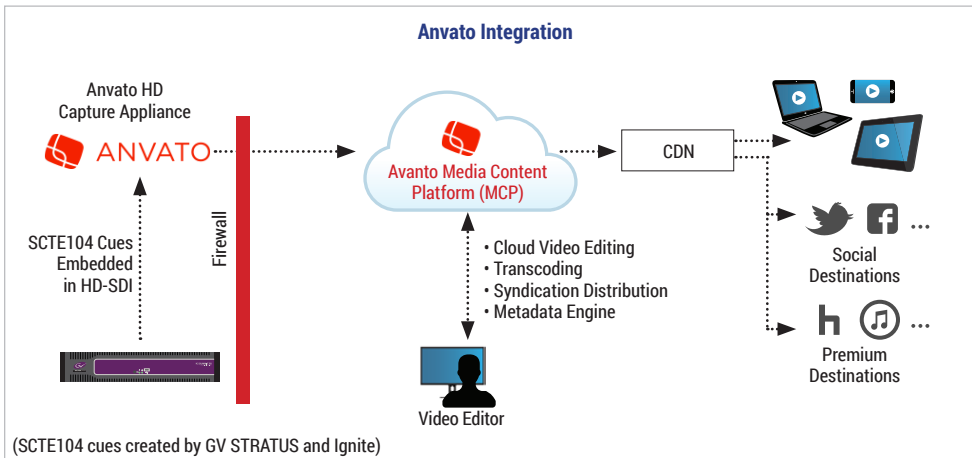 Anvato Integration
Anvato HD
Capture Appliance
ANVATO
SCTE104 Cues
Embedded
in HD-SDI
Firewall
Avanto Media Content
Platform (MCP)
• Cloud Video Editing
• Transcoding
• Syndication Distribution
• Metadata Engine
Video Editor
CDN
...
Social
Destinations
h
...
Premium
Destinations
(SCTE104 cues created by GV STRATUS and Ignite)